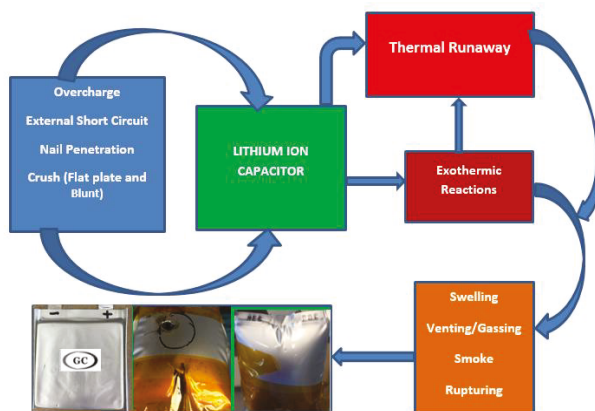 Overcharge
External Short Circuit
Nail Penetration
Crush (Flat plate and
Blunt)
LITHIUM ION
CAPACITOR
Thermal Runaway
Exothermic
Reactions
Swelling
Venting/Gassing
Smoke
Rupturing
- +
GC